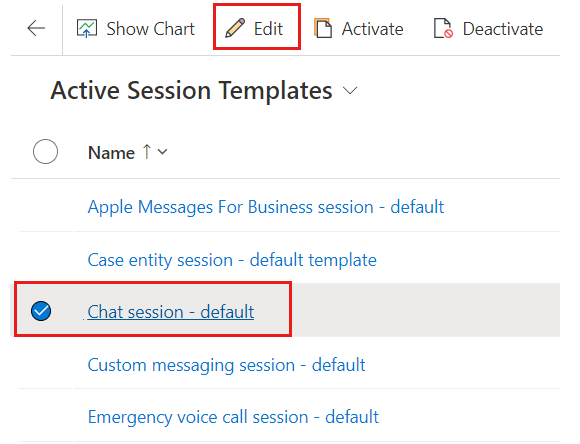 Show Chart Edit Activate Deactivate
Active Session Templates
Name
Apple Messages For Business session - default
Case entity session - default template
Chat session - default
Custom messaging session - default
Emergency voice call session - default